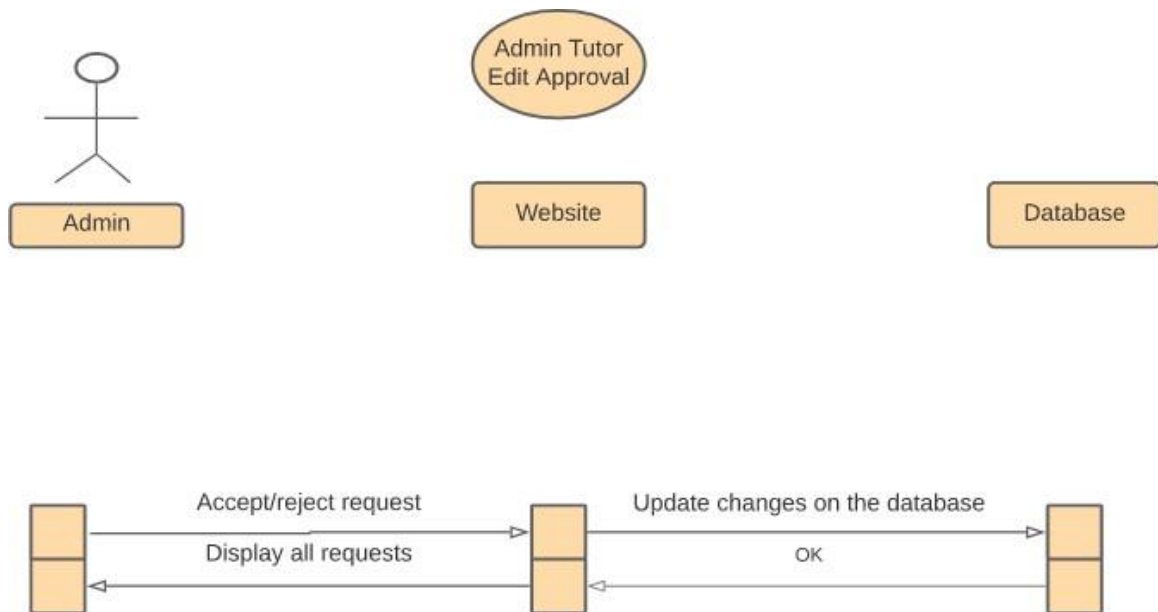 Admin Tutor
Edit Approval
Admin
Website
Database
Accept/reject request
Update changes on the database
Display all requests
OK